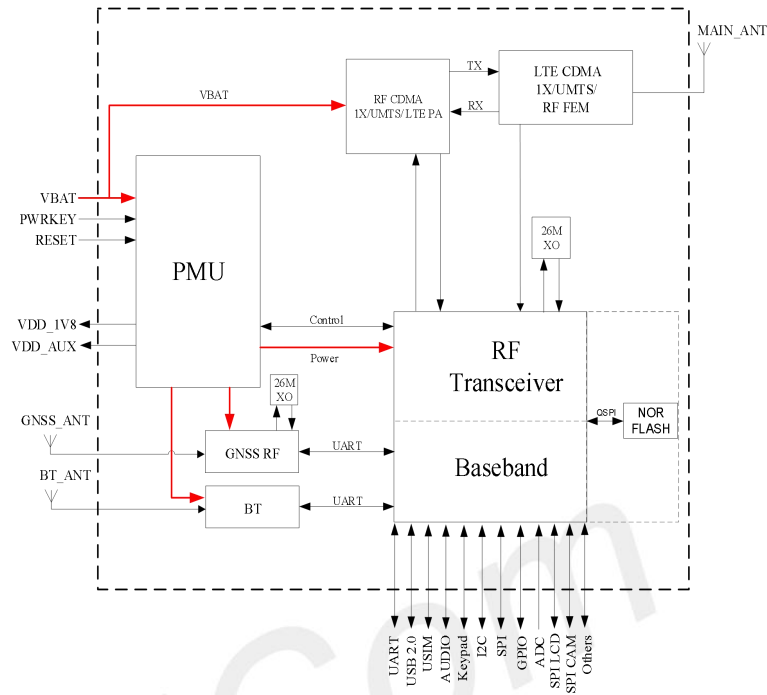 MAIN_ANT
TX
LTE CDMA
1X/UMTS/
RF FEM
RF CDMA
1X/UMTS/LTE PA
RX
VBAT
VBAT
PWRKEY
RESET
PMU
26M
XO
VDD_1V8
VDD_AUX
Control
Power
RF
Transceiver
26M
XO
QSPI
NOR
FLASH
GNSS_ANT
GNSS RF
UART
Baseband
BT_ANT
BT
UART
UART
USB 2.0
USIM
AUDIO
Keypad
I2C
SPI
GPIO
ADC
SPI LCD
SPI CAM
Others
Com